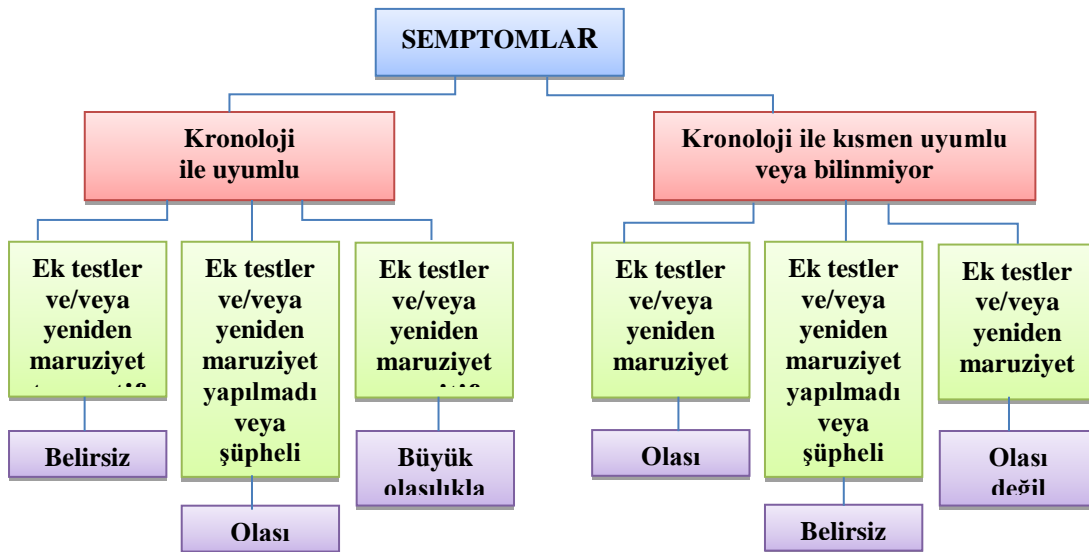 SEMPTOMLAR
Kronoloji
ile uyumlu
Kronoloji ile kısmen uyumlu
veya bilinmiyor
Ek testler
ve/veya
yeniden
maruziyet
Ek testler
ve/veya
yeniden
maruziyet
yapılmadı
veya
şüpheli
Ek testler
ve/veya
yeniden
maruziyet
Ek testler
ve/veya
yeniden
maruziyet
Ek testler
ve/veya
yeniden
maruziyet
yapılmadı
veya
şüpheli
Ek testler
ve/veya
yeniden
maruziyet
Belirsiz
Olası
Büyük
olasılıkla
Olası
Belirsiz
Olası
değil